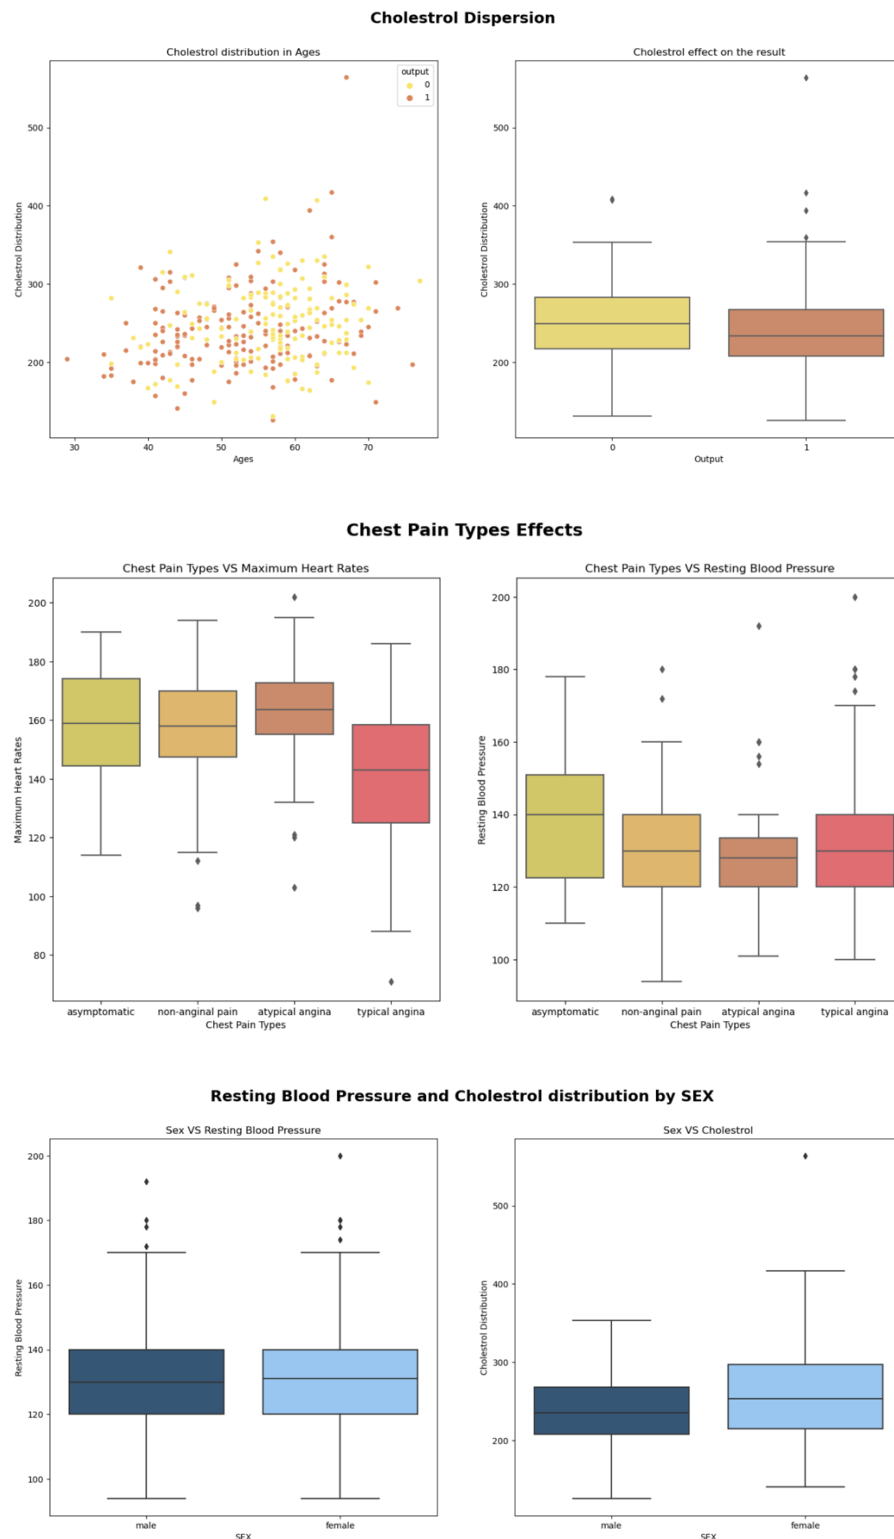 Cholestrol Dispersion
Cholestrol distribution in Ages
output
0
1
500
400
300
200
Cholestrol Distribution
30 40 50 60 70
Ages
Cholestrol effect on the result
500
400
300
200
Cholestrol Distribution
0 1
Output
Chest Pain Types Effects
Chest Pain Types VS Maximum Heart Rates
200
180
160
140
120
100
80
Maximum Heart Rates
asymptomatic non-anginal pain atypical angina typical angina
Chest Pain Types
Chest Pain Types VS Resting Blood Pressure
200
180
160
140
120
100
Resting Blood Pressure
asymptomatic non-anginal pain atypical angina typical angina
Chest Pain Types
Resting Blood Pressure and Cholestrol distribution by SEX
Sex VS Resting Blood Pressure
200
180
160
140
120
100
Resting Blood Pressure
male female
SEX
Sex VS Cholestrol
500
400
300
200
Cholestrol Distribution
male female
SEX